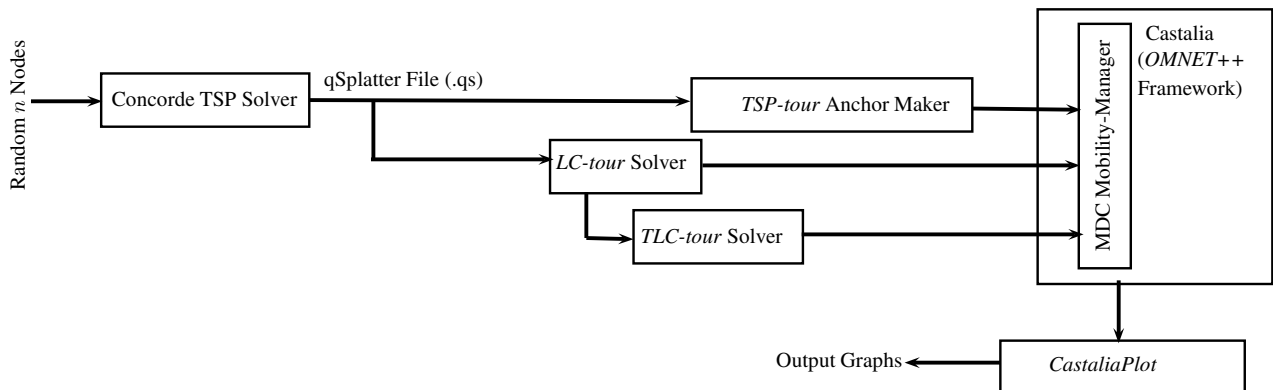 Random n Nodes
Concorde TSP Solver
qSplatter File (.qs)
TSP-tour Anchor Maker
LC-tour Solver
TLC-tour Solver
MDC Mobility-Manager
Castalia
(OMNET++
Framework)
CastaliaPlot
Output Graphs